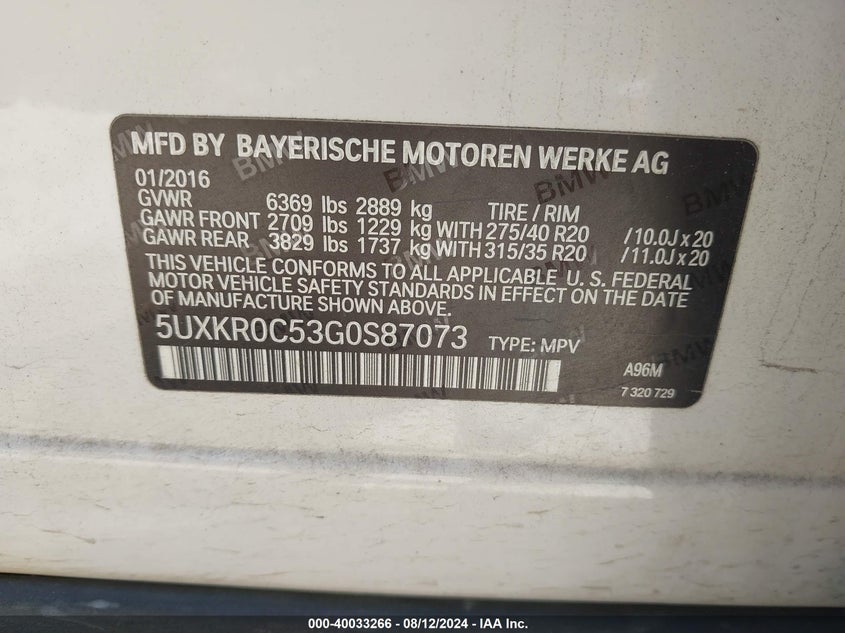 MFD BY BAYERISCHE MOTOREN WERKE AG
01/2016
GVWR 6369 lbs 2889 kg TIRE / RIM
GAWR FRONT 2709 lbs 1229 kg WITH 275/40 R20 /10.0J x 20
GAWR REAR 3829 lbs 1737 kg WITH 315/35 R20 /11.0J x 20
THIS VEHICLE CONFORMS TO ALL APPLICABLE U. S. FEDERAL
MOTOR VEHICLE SAFETY STANDARDS IN EFFECT ON THE DATE
OF MANUFACTURE SHOWN ABOVE.
5UXKR0C53G0S87073 TYPE: MPV
A96M
7 320 729
000-40033266 - 08/12/2024 - IAA Inc.